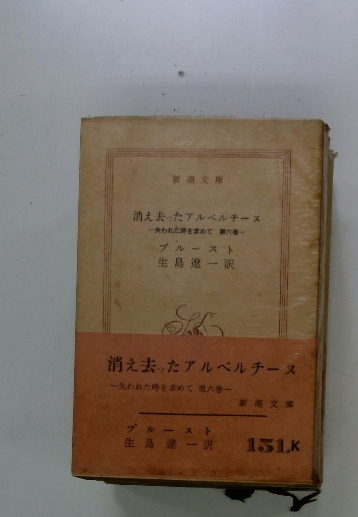 新潮文庫
消え去ったアルベルチーヌ
―失われた時を求めて 第六巻―
プルースト
生島遼一訳
消え去ったアルベルチーヌ
―失われた時を求めて 第六巻―
新潮文庫
プルースト
生島遼一訳
151.K